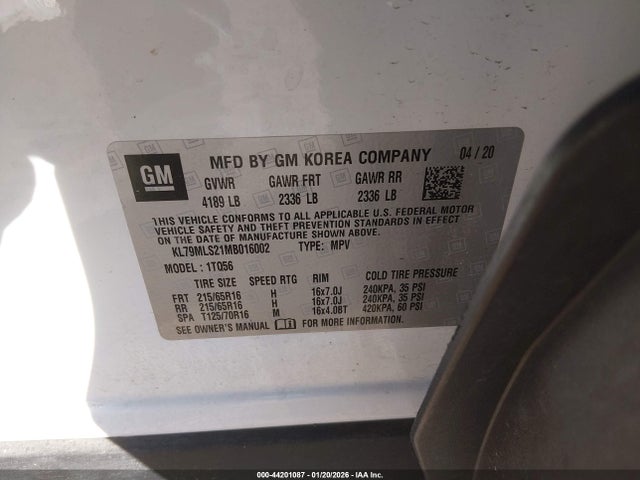 GM
MFD BY GM KOREA COMPANY 04 / 20
GVWR GAWR FRT GAWR RR
4189 LB 2336 LB 2336 LB
THIS VEHICLE CONFORMS TO ALL APPLICABLE U.S. FEDERAL MOTOR
VEHICLE SAFETY AND THEFT PREVENTION STANDARDS IN EFFECT
ON THE DATE OF MANUFACTURE SHOWN ABOVE.
KL79MLS21MB016002 TYPE: MPV
MODEL : 1TQ56
TIRE SIZE SPEED RTG RIM COLD TIRE PRESSURE
FRT 215/65R16 H 16x7.0J 240KPA, 35 PSI
RR 215/65R16 H 16x7.0J 240KPA, 35 PSI
SPA T125/70R16 M 16x4.0BT 420KPA, 60 PSI
SEE OWNER'S MANUAL FOR MORE INFORMATION.
000-44201087 - 01/20/2026 - IAA Inc.